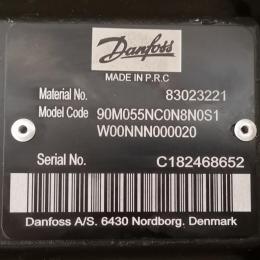 Danfoss
MADE IN P.R.C
Material No. 83023221
Model Code 90M055NC0N8N0S1
W00NNN000020
Serial No. C182468652
Danfoss A/S. 6430 Nordborg. Denmark